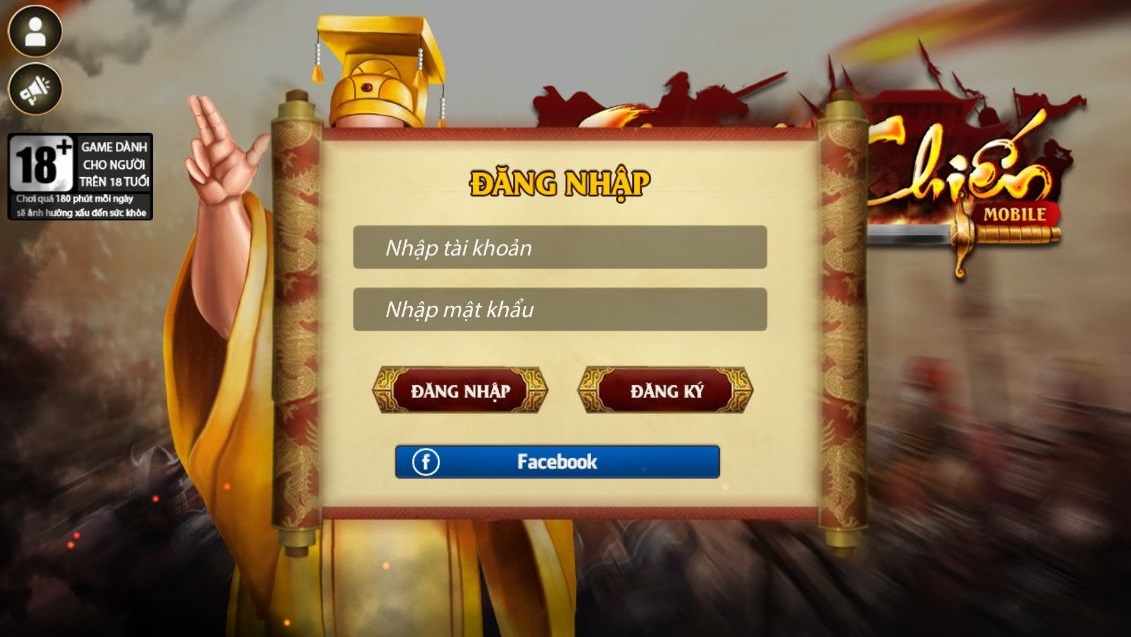 18+
GAME DÀNH
CHO NGƯỜI
TRÊN 18 TUỔI
Chơi quá 180 phút mỗi ngày
sẽ ảnh hưởng xấu đến sức khỏe
Chiến
MOBILE
ĐĂNG NHẬP
Nhập tài khoản
Nhập mật khẩu
ĐĂNG NHẬP
ĐĂNG KÝ
f
Facebook